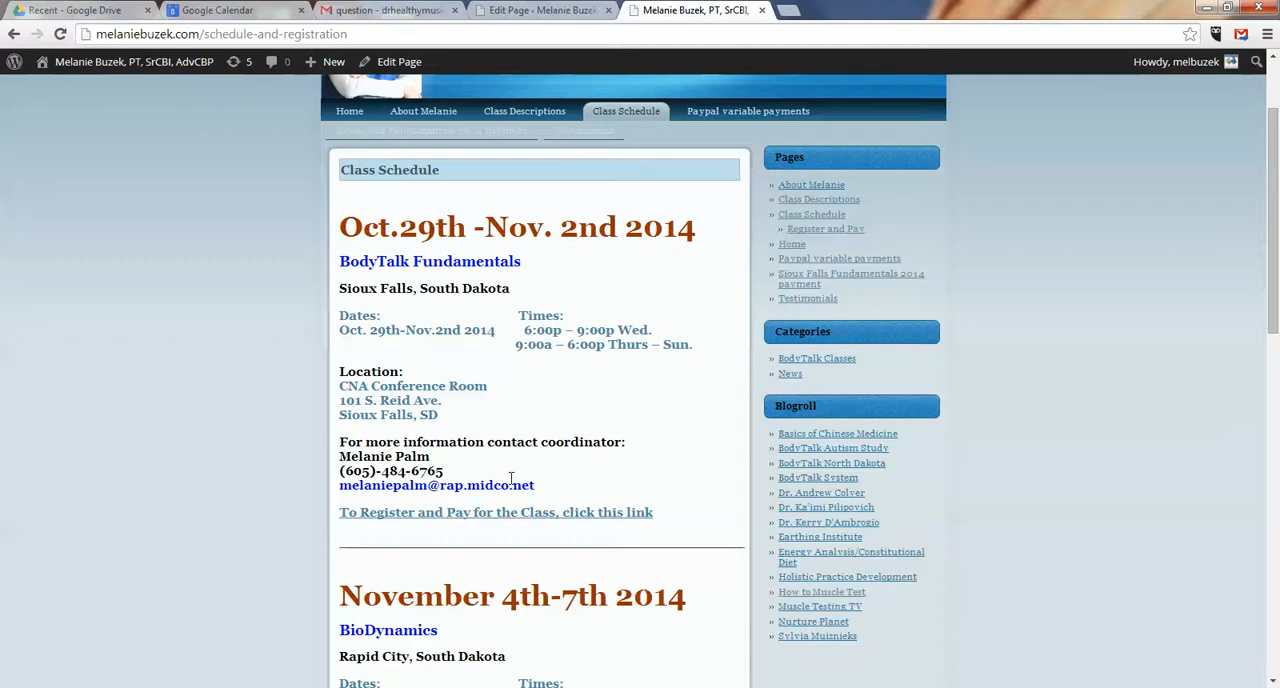 Recent - Google Drive
Google Calendar
question - drhealthymusi
Edit Page ‹ Melanie Buzek
Melanie Buzek, PT, SrCBI,
melaniebuzek.com/schedule-and-registration
Melanie Buzek, PT, SrCBI, AdvCBP
5
0
New
Edit Page
Howdy, melbuzek
Home
About Melanie
Class Descriptions
Class Schedule
Paypal variable payments
Class Schedule
Oct.29th -Nov. 2nd 2014
BodyTalk Fundamentals
Sioux Falls, South Dakota
Dates: Times:
Oct. 29th-Nov.2nd 2014 6:00p – 9:00p Wed.
9:00a – 6:00p Thurs – Sun.
Location:
CNA Conference Room
101 S. Reid Ave.
Sioux Falls, SD
For more information contact coordinator:
Melanie Palm
(605)-484-6765
melaniepalm@rap.midco.net
To Register and Pay for the Class, click this link
November 4th-7th 2014
BioDynamics
Rapid City, South Dakota
Dates: Times:
Pages
» About Melanie
» Class Descriptions
» Class Schedule
» Register and Pay
» Home
» Paypal variable payments
» Sioux Falls Fundamentals 2014
payment
» Testimonials
Categories
» BodyTalk Classes
» News
Blogroll
» Basics of Chinese Medicine
» BodyTalk Autism Study
» BodyTalk North Dakota
» BodyTalk System
» Dr. Andrew Colver
» Dr. Ka'imi Pilipovich
» Dr. Kerry D'Ambrogio
» Earthing Institute
» Energy Analysis/Constitutional
Diet
» Holistic Practice Development
» How to Muscle Test
» Muscle Testing TV
» Nurture Planet
» Sylvia Muiznieks